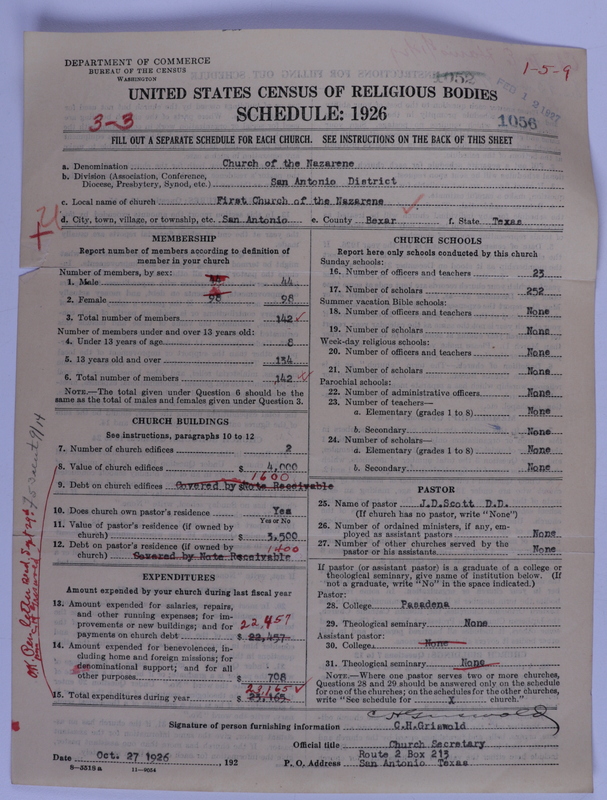 DEPARTMENT OF COMMERCE
BUREAU OF THE CENSUS
WASHINGTON
1-5-9
1052
FEB 12 1927
UNITED STATES CENSUS OF RELIGIOUS BODIES
SCHEDULE: 1926
3-3
1056
FILL OUT A SEPARATE SCHEDULE FOR EACH CHURCH. SEE INSTRUCTIONS ON THE BACK OF THIS SHEET
a. Denomination Church of the Nazarene
b. Division (Association, Conference, Diocese, Presbytery, Synod, etc.) San Antonio District
c. Local name of church First Church of the Nazarene
d. City, town, village, or township, etc. San Antonio e. County Bexar f. State Texas
MEMBERSHIP
Report number of members according to definition of
member in your church
Number of members, by sex:
1. Male 44
2. Female 98 98
3. Total number of members 142
Number of members under and over 13 years old:
4. Under 13 years of age 8
5. 13 years old and over 134
6. Total number of members 142
NOTE.—The total given under Question 6 should be
the same as the total of males and females given under Question 3.
CHURCH BUILDINGS
See instructions, paragraphs 10 to 12
7. Number of church edifices 2
8. Value of church edifices $ 4,000
1600
9. Debt on church edifices Covered by Note Receivable
10. Does church own pastor's residence? Yea
Yes or No
11. Value of pastor's residence (if owned by
church) $ 3,500
12. Debt on pastor's residence (if owned by 1400
church) Covered by Note Receivable
EXPENDITURES
Amount expended by your church during last fiscal year
13. Amount expended for salaries, repairs,
and other running expenses; for im-
provements or new buildings; and for 22,457
payments on church debt $ 22,457
14. Amount expended for benevolences, in-
cluding home and foreign missions; for
denominational support; and for all
other purposes $ 708
23,165
15. Total expenditures during year $ 23,165
CHURCH SCHOOLS
Report here only schools conducted by this church
Sunday schools:
16. Number of officers and teachers 23
17. Number of scholars 252
Summer vacation Bible schools:
18. Number of officers and teachers None
19. Number of scholars None
Week-day religious schools:
20. Number of officers and teachers None
21. Number of scholars None
Parochial schools:
22. Number of administrative officers None
23. Number of teachers—
a. Elementary (grades 1 to 8) None
b. Secondary None
24. Number of scholars—
a. Elementary (grades 1 to 8) None
b. Secondary None
PASTOR
25. Name of pastor J.D.Scott D.D.
(If church has no pastor, write "None")
26. Number of ordained ministers, if any, em-
ployed as assistant pastors None
27. Number of other churches served by the
pastor or his assistants None
If pastor (or assistant pastor) is a graduate of a college or
theological seminary, give name of institution below. (If
not a graduate, write "No" in the space indicated.)
Pastor:
28. College Pasadena
29. Theological seminary None
Assistant pastor:
30. College None
31. Theological seminary None
NOTE.—Where one pastor serves two or more churches,
Questions 28 and 29 should be answered only on the schedule
for one of the churches; on the schedules for the other churches,
write "See schedule for X church."
Signature of person furnishing information C.H.Griswold
C.H.Griswold
Official title Church Secretary
Date Oct. 27 1926, 192
P. O. Address Route 2 Box 213
San Antonio Texas
8-5518 a 11-9054